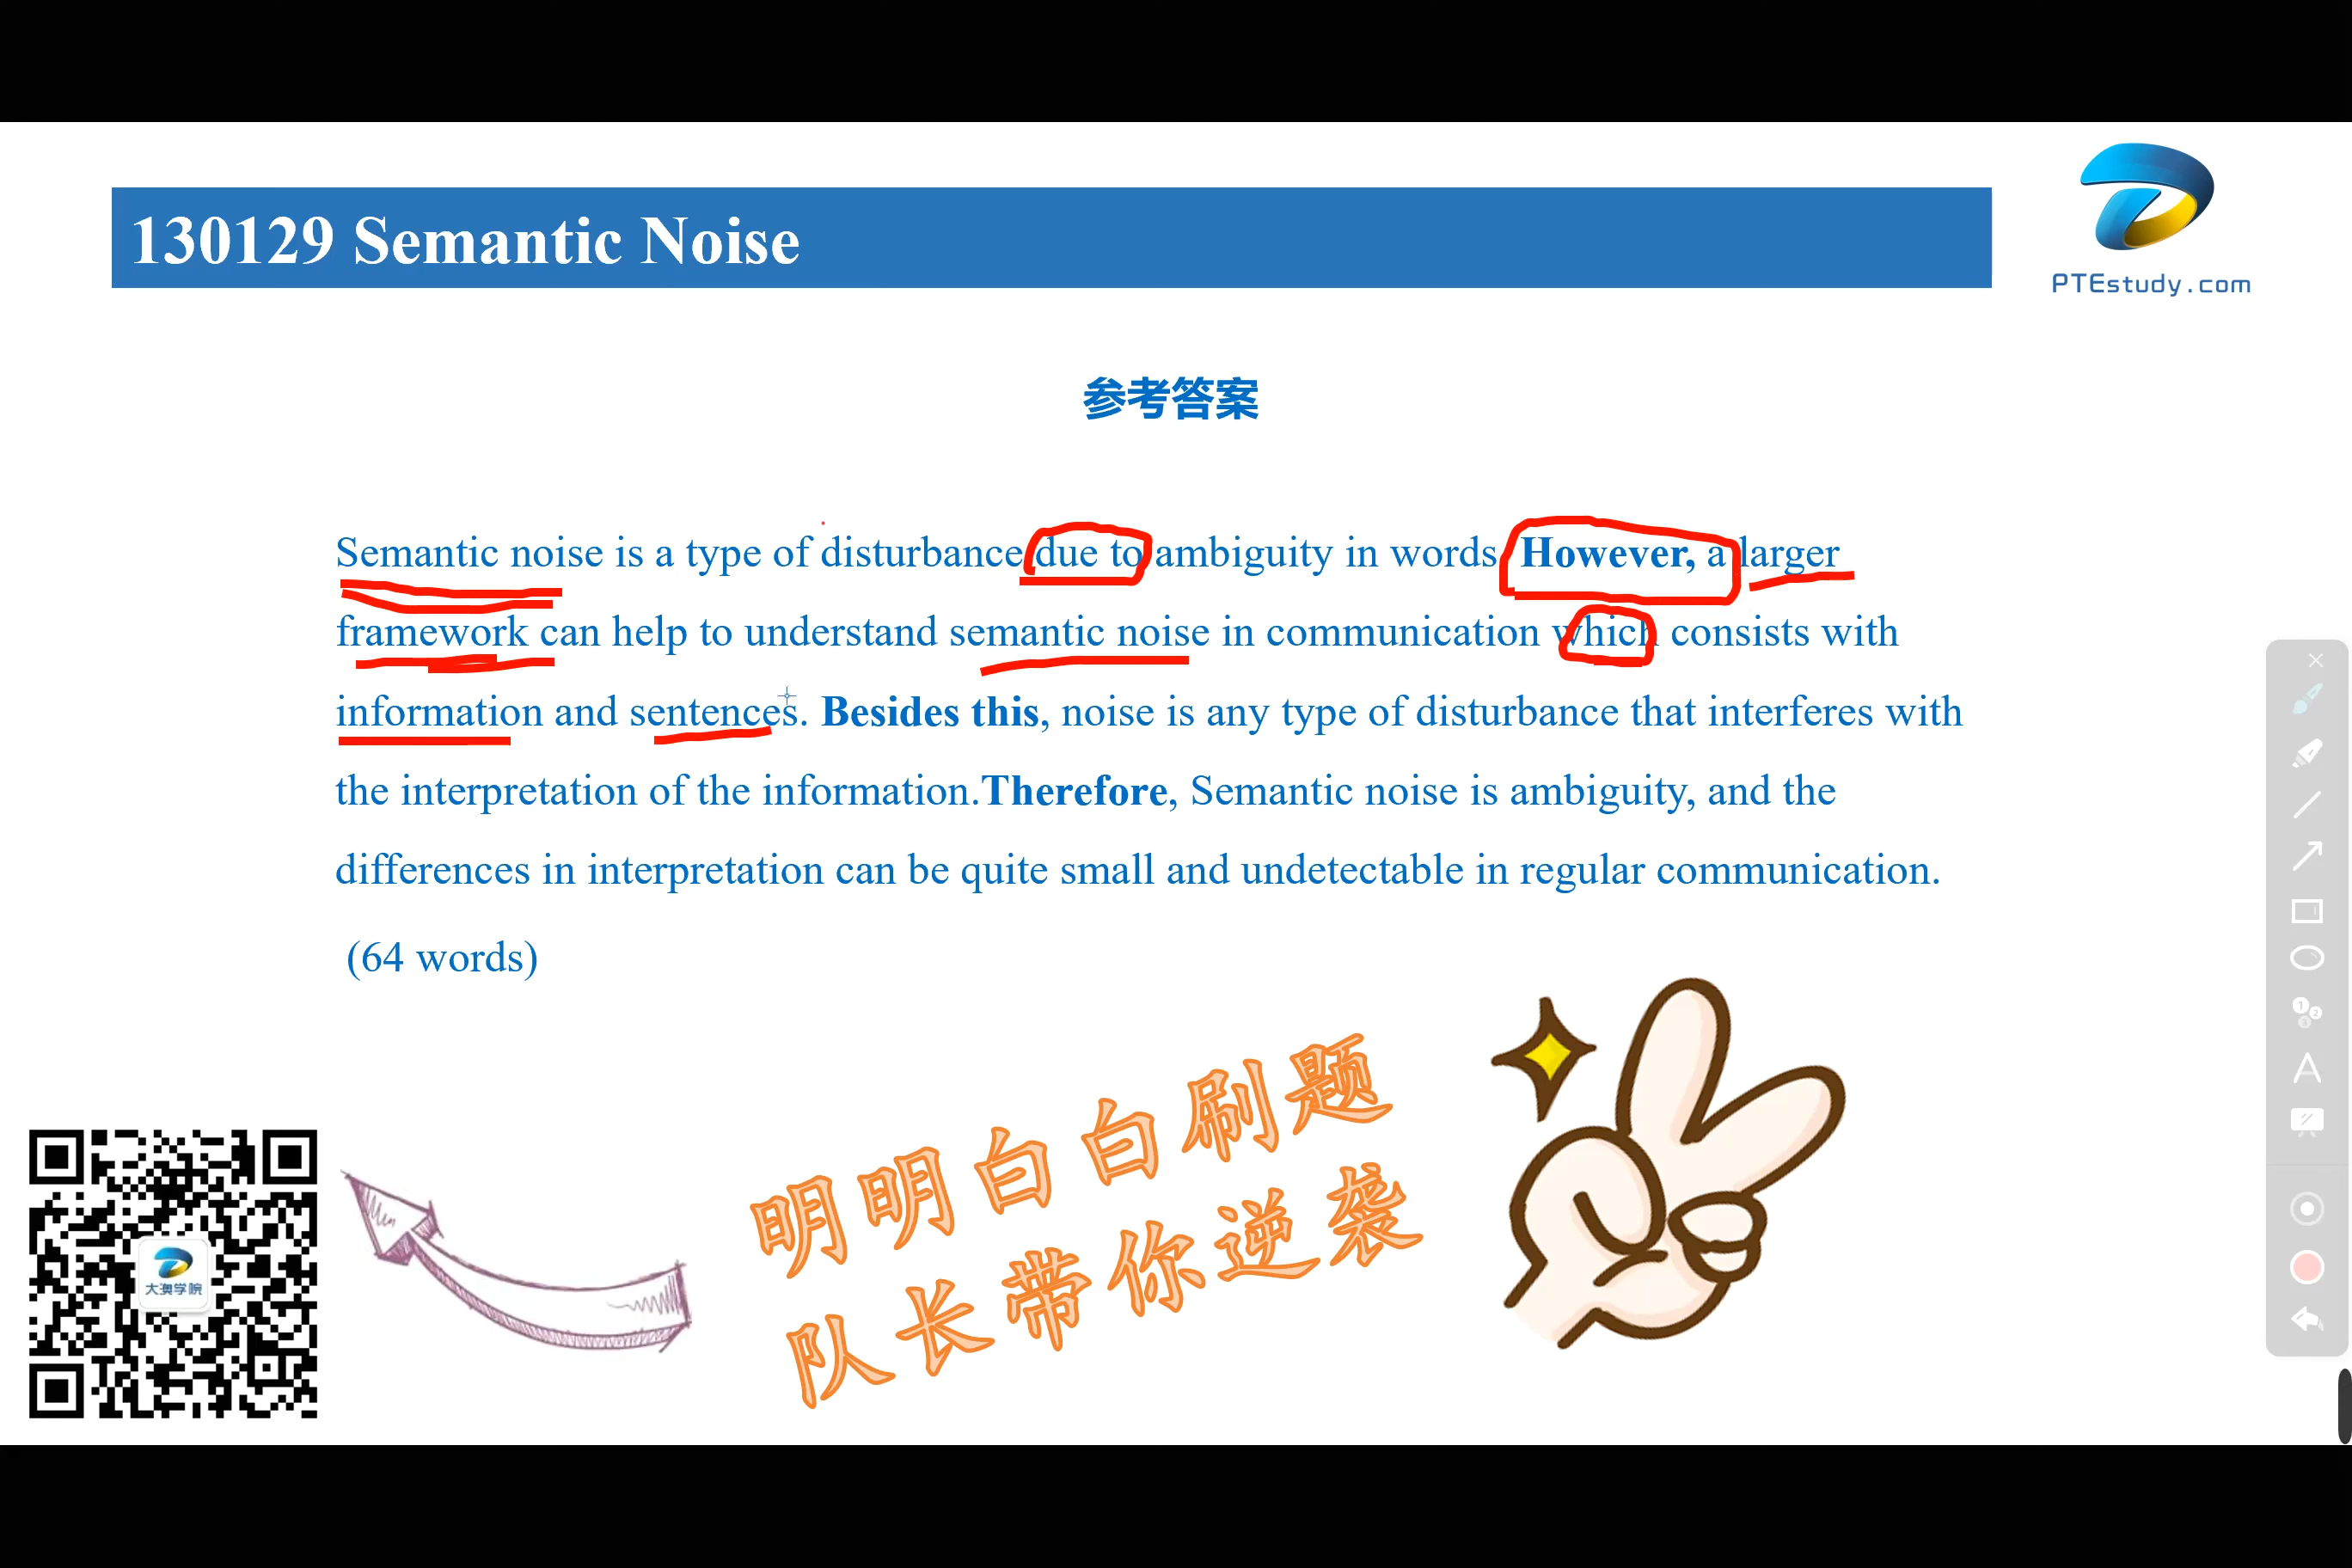 130129 Semantic Noise
PTEstudy.com
参考答案
Semantic noise is a type of disturbance due to ambiguity in words However, a larger
framework can help to understand semantic noise in communication which consists with
information and sentences. Besides this, noise is any type of disturbance that interferes with
the interpretation of the information.Therefore, Semantic noise is ambiguity, and the
differences in interpretation can be quite small and undetectable in regular communication.
(64 words)
明明白白刷题
队长带你逆袭
大澳学院